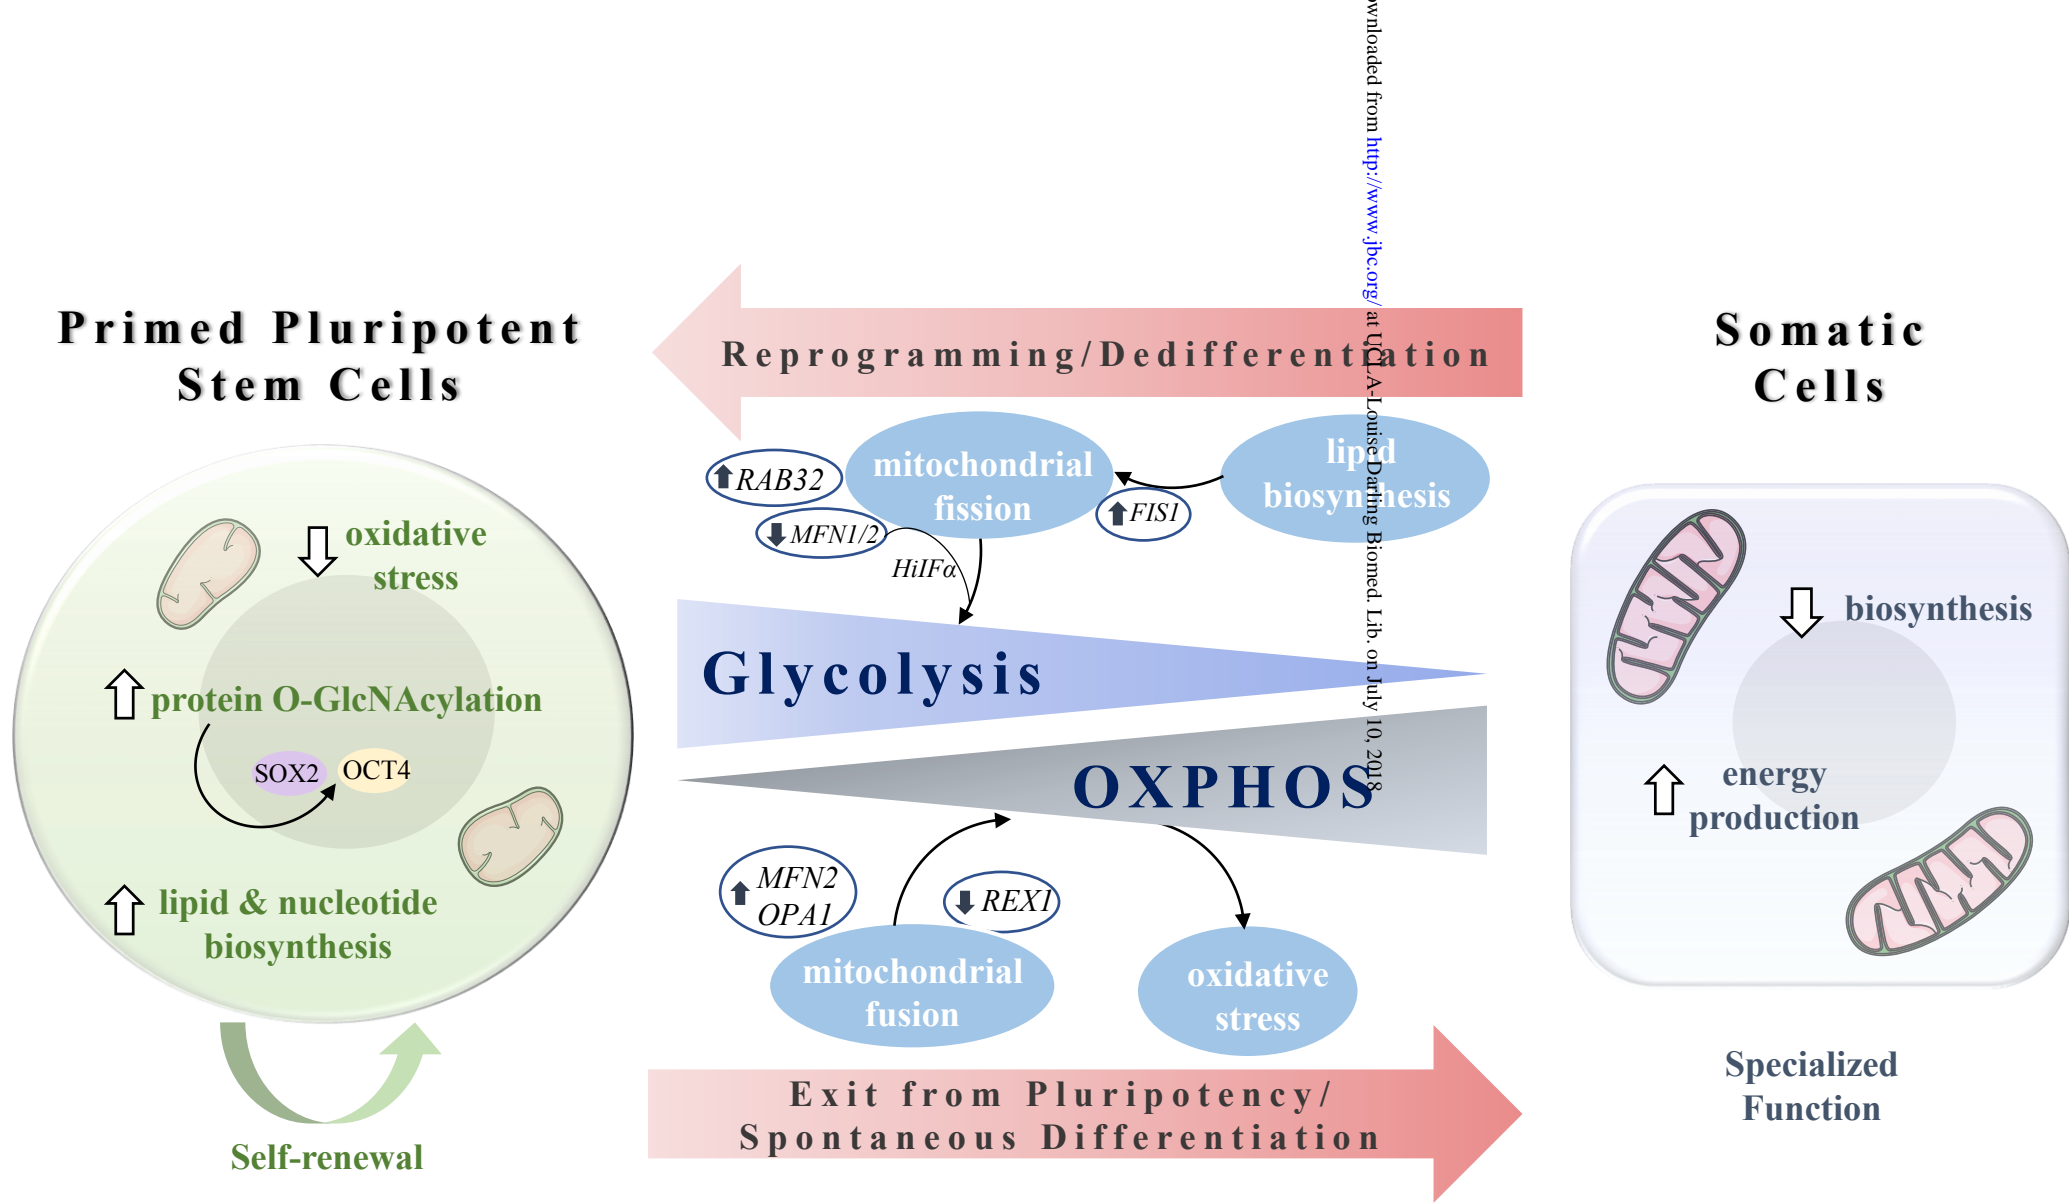 Downloaded from http://www.jbc.org/ at UCLA-Louise Darling Biomed. Lib. on July 10, 2018
Primed Pluripotent
Stem Cells
Reprogramming/Dedifferentiation
Somatic
Cells
mitochondrial
fission
lipid
biosynthesis
RAB32
FIS1
MFN1/2
HiIFα
oxidative
stress
protein O-GlcNAcylation
SOX2
OCT4
lipid & nucleotide
biosynthesis
Self-renewal
Glycolysis
OXPHOS
MFN2
OPA1
REX1
mitochondrial
fusion
oxidative
stress
Exit from Pluripotency/
Spontaneous Differentiation
biosynthesis
energy
production
Specialized
Function